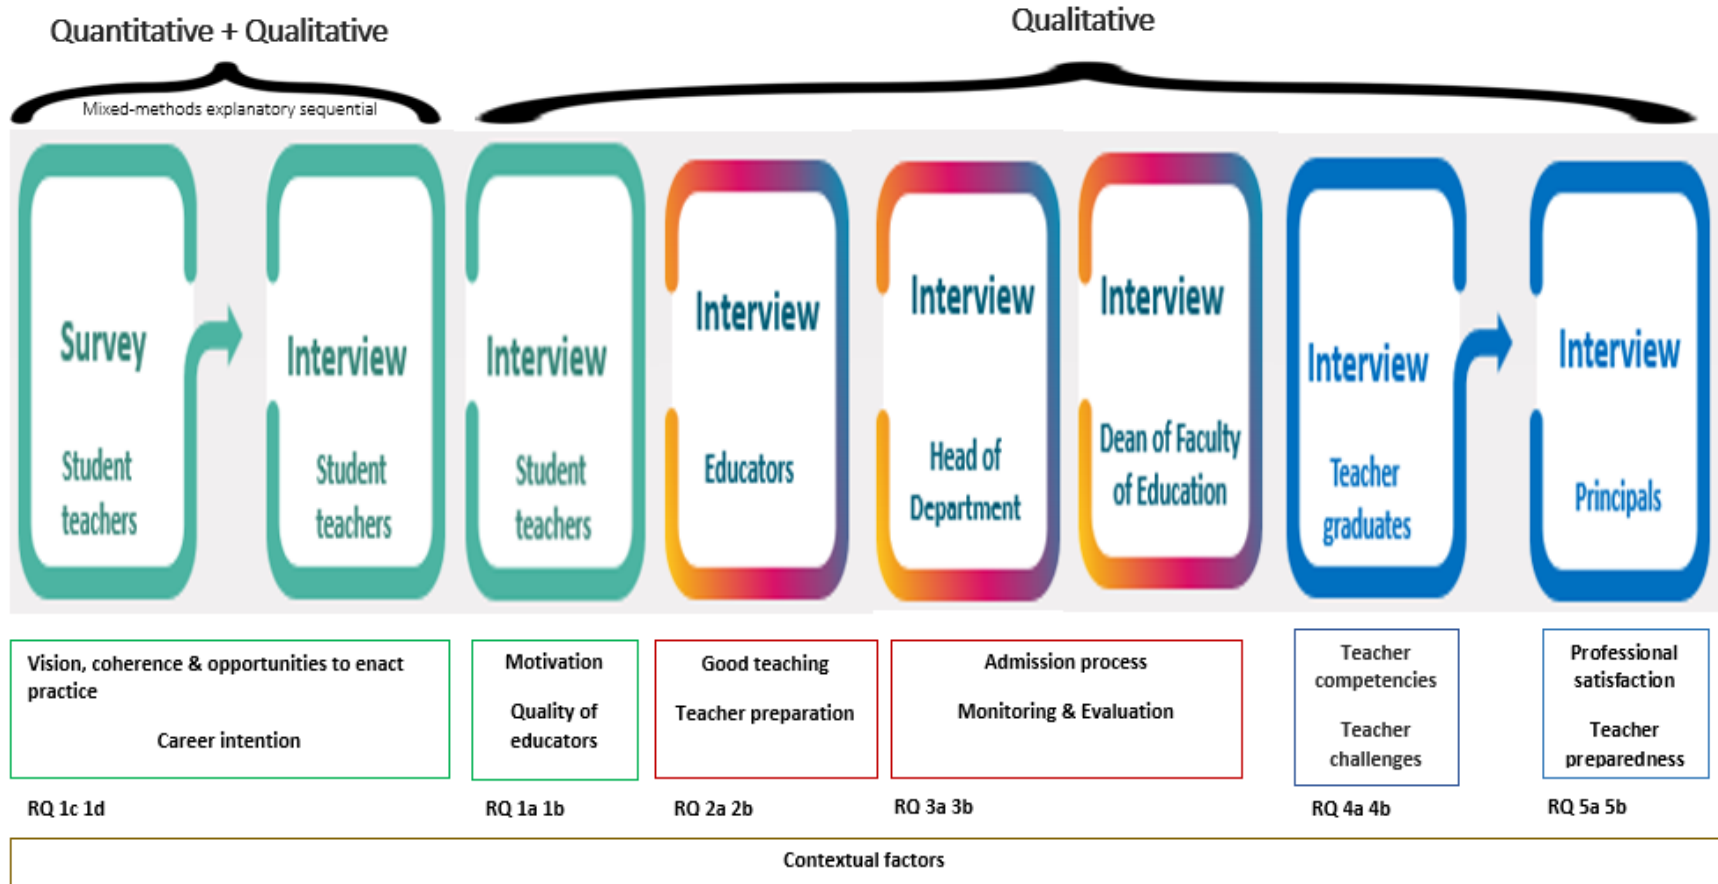 Quantitative + Qualitative
Qualitative
Mixed-methods explanatory sequential
Survey
Student
teachers
Interview
Student
teachers
Interview
Student
teachers
Interview
Educators
Interview
Head of
Department
Interview
Dean of Faculty
of Education
Interview
Teacher
graduates
Interview
Principals
Vision, coherence & opportunities to enact
practice
Career intention
Motivation
Quality of
educators
Good teaching
Teacher preparation
Admission process
Monitoring & Evaluation
Teacher
competencies
Teacher
challenges
Professional
satisfaction
Teacher
preparedness
RQ 1c 1d
RQ 1a 1b
RQ 2a 2b
RQ 3a 3b
RQ 4a 4b
RQ 5a 5b
Contextual factors